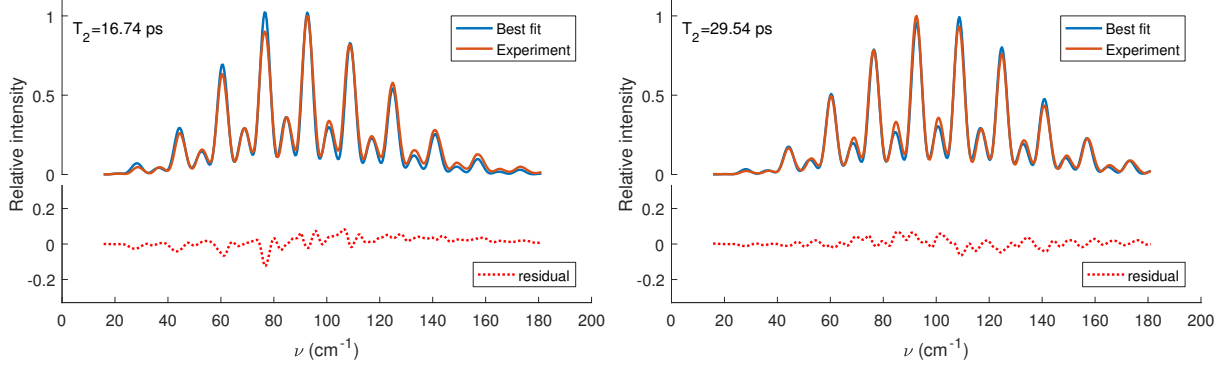 T2=16.74 ps
Best fit
Experiment
Relative intensity
1
0.5
0
0.2
0
-0.2
residual
0 20 40 60 80 100 120 140 160 180 200
ν (cm-1)
T2=29.54 ps
Best fit
Experiment
Relative intensity
1
0.5
0
0.2
0
-0.2
residual
0 20 40 60 80 100 120 140 160 180 200
ν (cm-1)